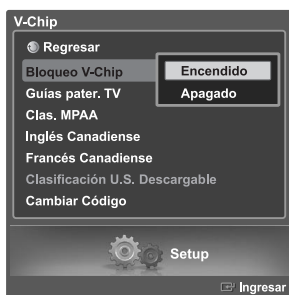 V-Chip
Regresar
Bloqueo V-Chip
Encendido
Guías pater. TV
Apagado
Clas. MPAA
Inglés Canadiense
Francés Canadiense
Clasificación U.S. Descargable
Cambiar Código
Setup
Ingresar